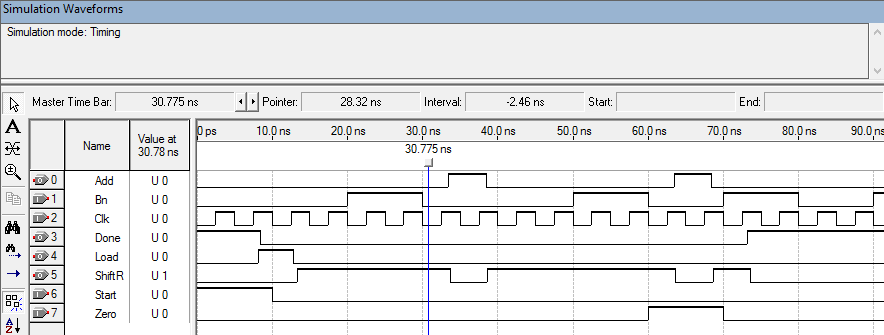 Simulation Waveforms
Simulation mode: Timing
Master Time Bar: 30.775 ns Pointer: 28.32 ns Interval: -2.46 ns Start: End:
Name Value at 30.78 ns 0 ps 10.0 ns 20.0 ns 30.0 ns 40.0 ns 50.0 ns 60.0 ns 70.0 ns 80.0 ns 90.0 n
30.775 ns
0 Add U 0
1 Bn U 0
2 Clk U 0
3 Done U 0
4 Load U 0
5 ShiftR U 1
6 Start U 0
7 Zero U 0